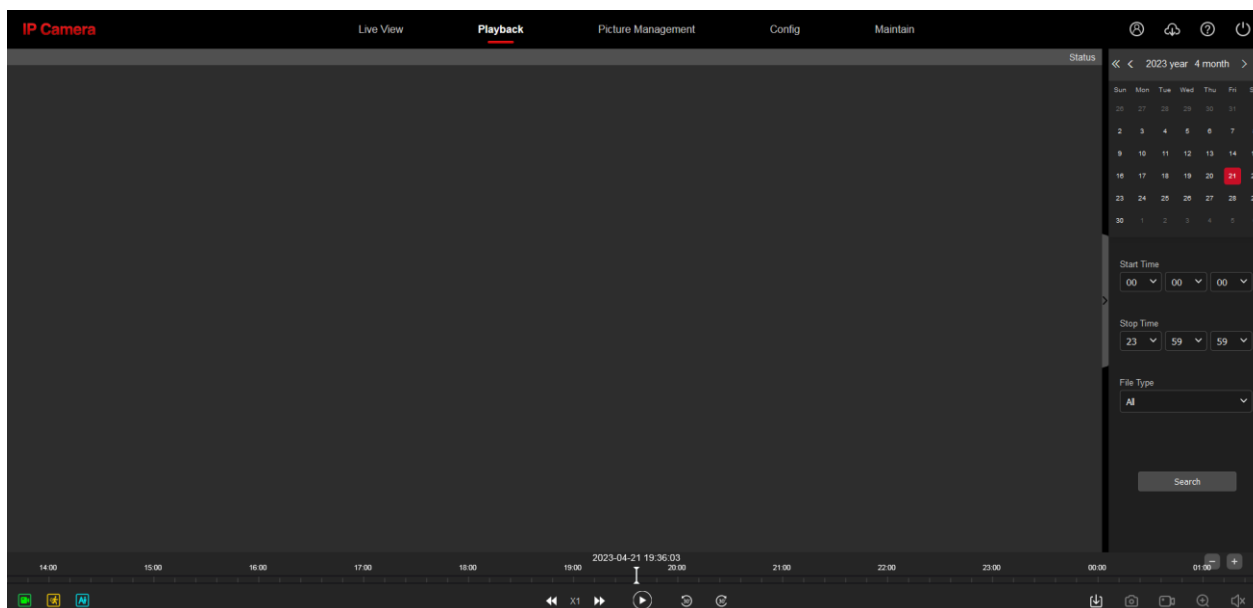 IP Camera Live View Playback Picture Management Config Maintain
Status
2023 year 4 month
Sun Mon Tue Wed Thu Fri S
26 27 28 29 30 31
2 3 4 5 6 7
9 10 11 12 13 14
16 17 18 19 20 21
23 24 25 26 27 28
30 1 2 3 4 5
Start Time
00 00 00
Stop Time
23 59 59
File Type
All
Search
2023-04-21 19:36:03
14:00 15:00 16:00 17:00 18:00 19:00 20:00 21:00 22:00 23:00 00:00 01:00
AI X1 30 30